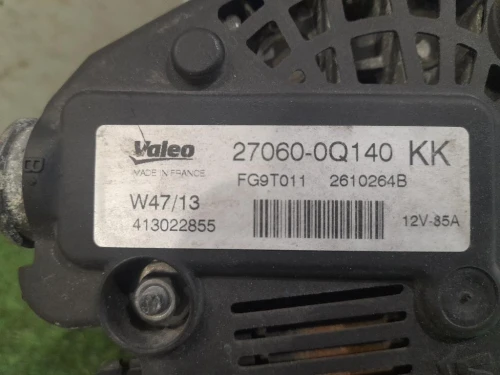 Valeo 27060-0Q140 KK
MADE IN FRANCE FG9T011 2610264B
W47/13
413022855 12V-85A
B+